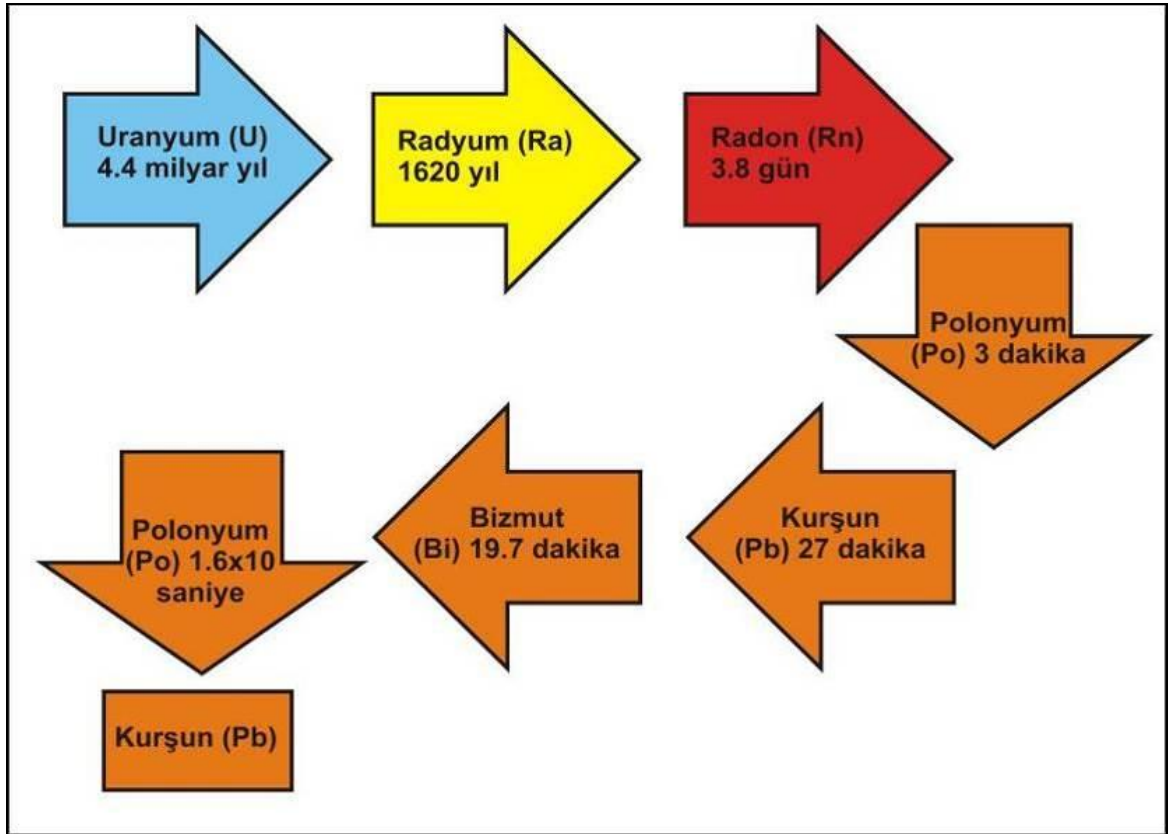 Uranyum (U)
4.4 milyar yıl
Radyum (Ra)
1620 yıl
Radon (Rn)
3.8 gün
Polonyum
(Po) 3 dakika
Kurşun
(Pb) 27 dakika
Bizmut
(Bi) 19.7 dakika
Polonyum
(Po) 1.6x10
saniye
Kurşun (Pb)